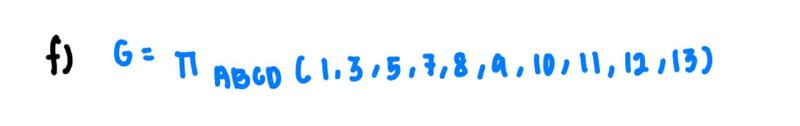 f) G = π ABCD (1,3,5,7,8,9,10,11,12,13)